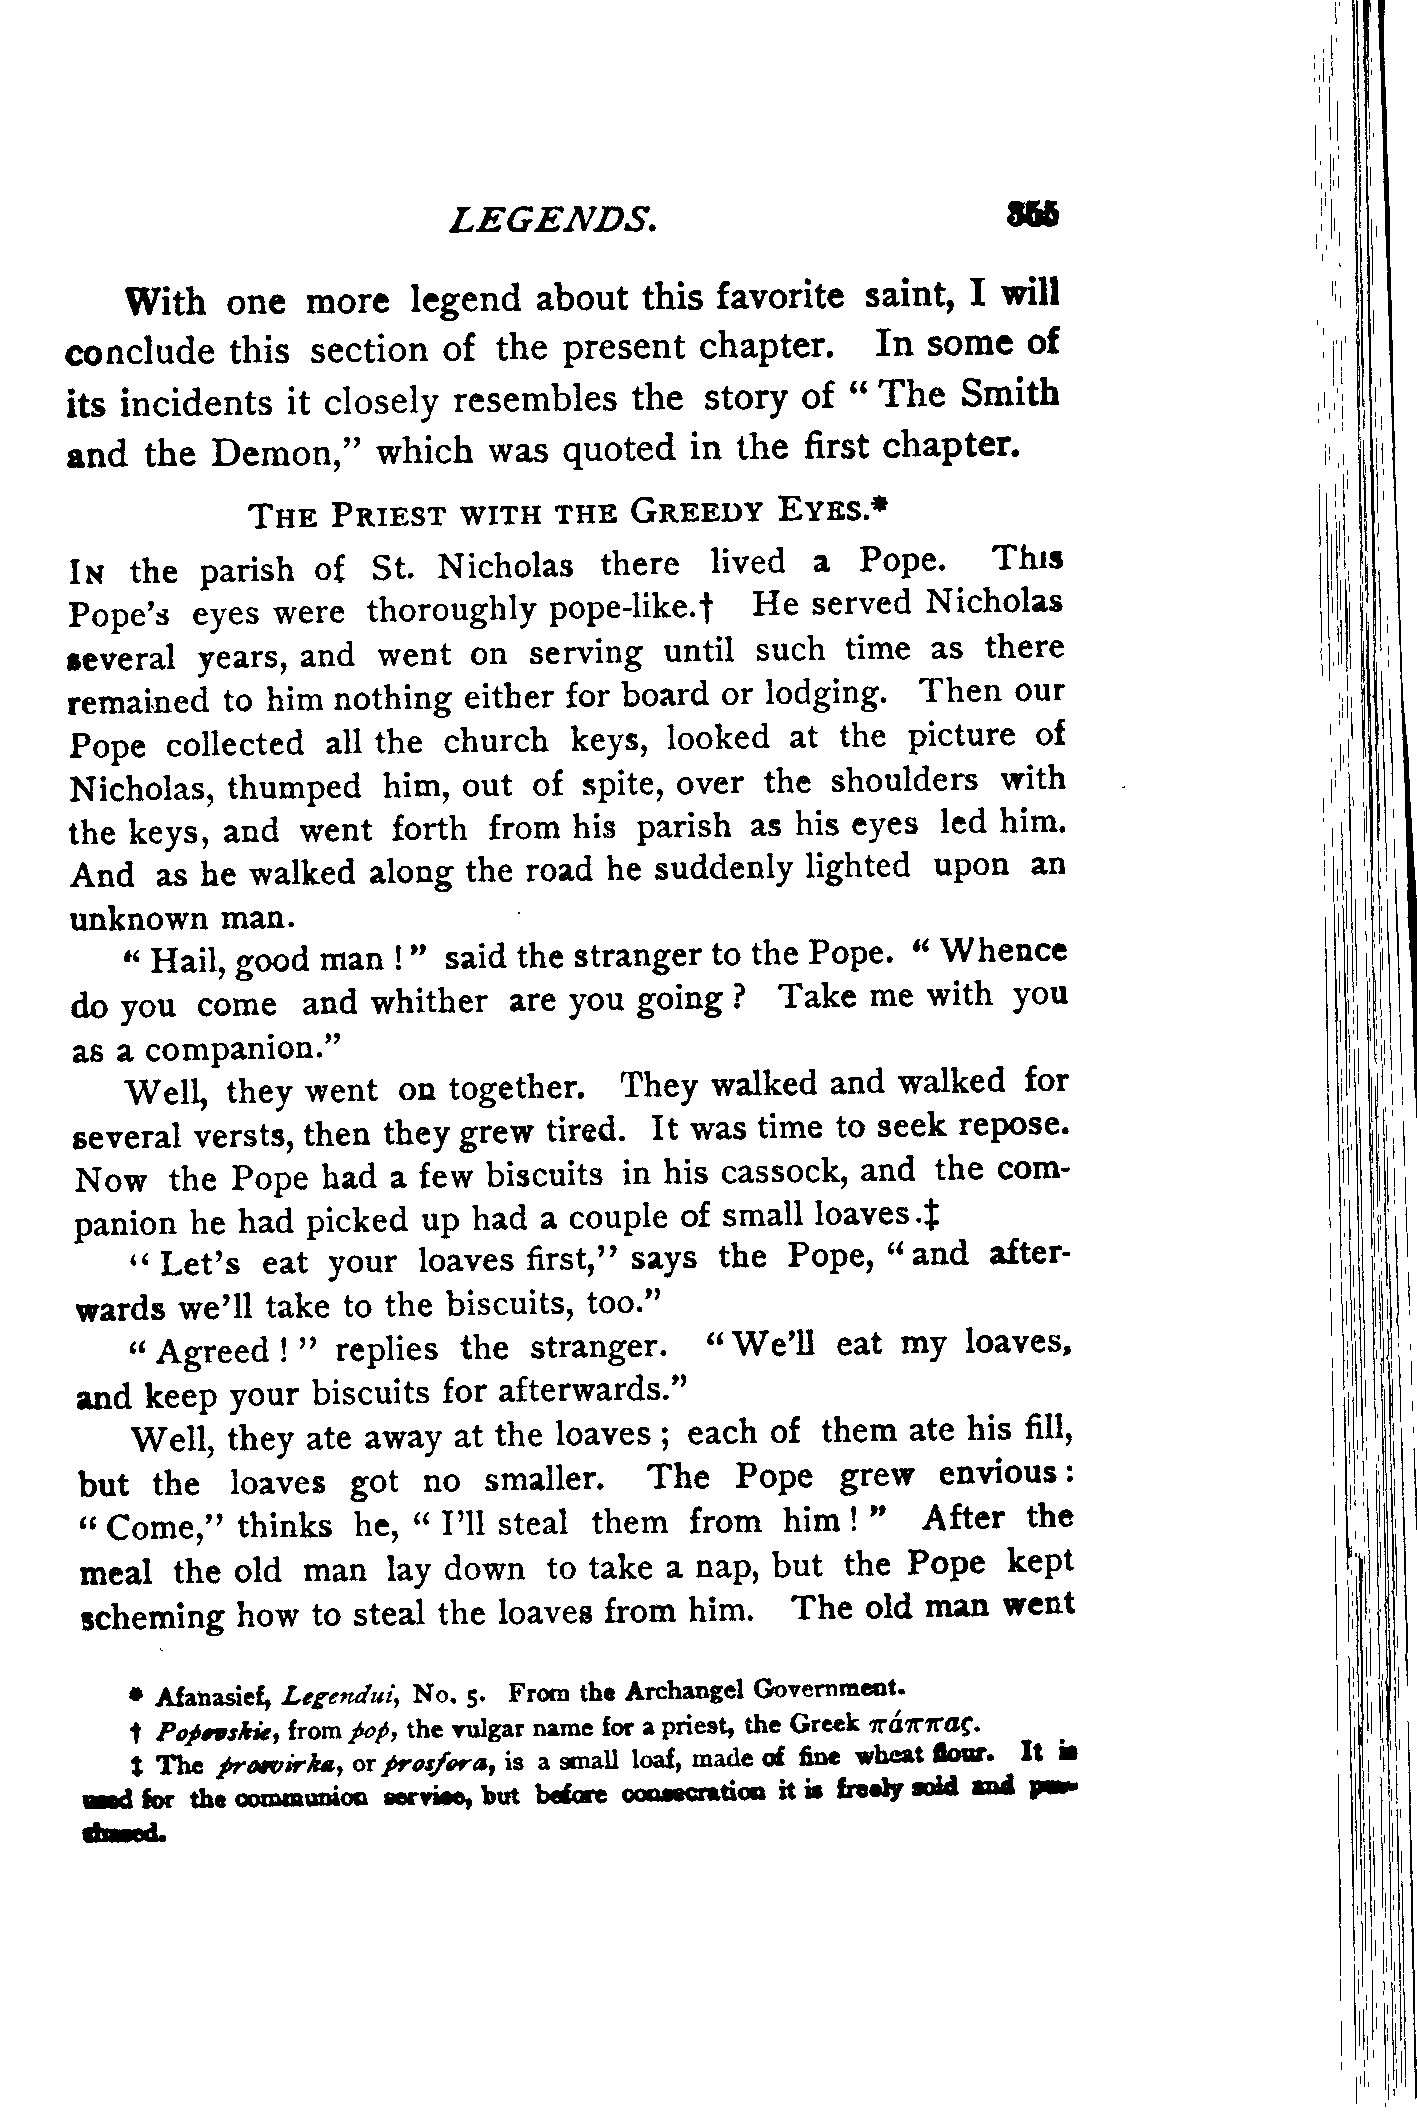 LEGENDS. 355
With one more legend about this favorite saint, I will
conclude this section of the present chapter. In some of
its incidents it closely resembles the story of “ The Smith
and the Demon,” which was quoted in the first chapter.
THE PRIEST WITH THE GREEDY EYES.*
IN the parish of St. Nicholas there lived a Pope. This
Pope’s eyes were thoroughly pope-like.† He served Nicholas
several years, and went on serving until such time as there
remained to him nothing either for board or lodging. Then our
Pope collected all the church keys, looked at the picture of
Nicholas, thumped him, out of spite, over the shoulders with
the keys, and went forth from his parish as his eyes led him.
And as he walked along the road he suddenly lighted upon an
unknown man.
“ Hail, good man ! ” said the stranger to the Pope. “ Whence
do you come and whither are you going ? Take me with you
as a companion.”
Well, they went on together. They walked and walked for
several versts, then they grew tired. It was time to seek repose.
Now the Pope had a few biscuits in his cassock, and the com-
panion he had picked up had a couple of small loaves.‡
“ Let’s eat your loaves first,” says the Pope, “ and after-
wards we’ll take to the biscuits, too.”
“ Agreed ! ” replies the stranger. “ We’ll eat my loaves,
and keep your biscuits for afterwards.”
Well, they ate away at the loaves ; each of them ate his fill,
but the loaves got no smaller. The Pope grew envious :
“ Come,” thinks he, “ I’ll steal them from him ! ” After the
meal the old man lay down to take a nap, but the Pope kept
scheming how to steal the loaves from him. The old man went
* Afanasief, Legendui, No. 5. From the Archangel Government.
† Popovskie, from pop, the vulgar name for a priest, the Greek πάππας.
‡ The prosvirka, or prosfora, is a small loaf, made of fine wheat flour. It is
used for the communion service, but before consecration it is freely sold and pur-
chased.